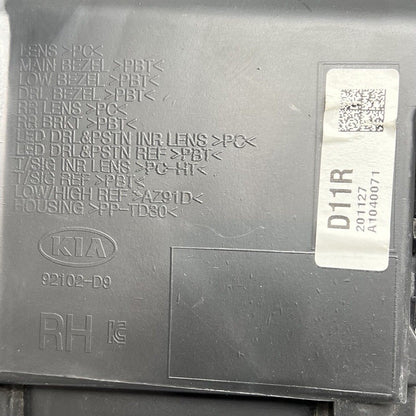 LENS >PC<
MAIN BEZEL >PBT<
LOW BEZEL >PBT<
DRL BEZEL >PBT<
RR LENS >PC<
RR BRKT >PBT<
LED DRL&PSTN INR LENS >PC<
LED DRL&PSTN REF >PBT<
T/SIG INR LENS >PC-HT<
T/SIG REF >PBT<
LOW/HIGH REF >AZ91D<
HOUSING >PP-TD30<
KIA
92102-D9
RH
D11R
201127
A1040071